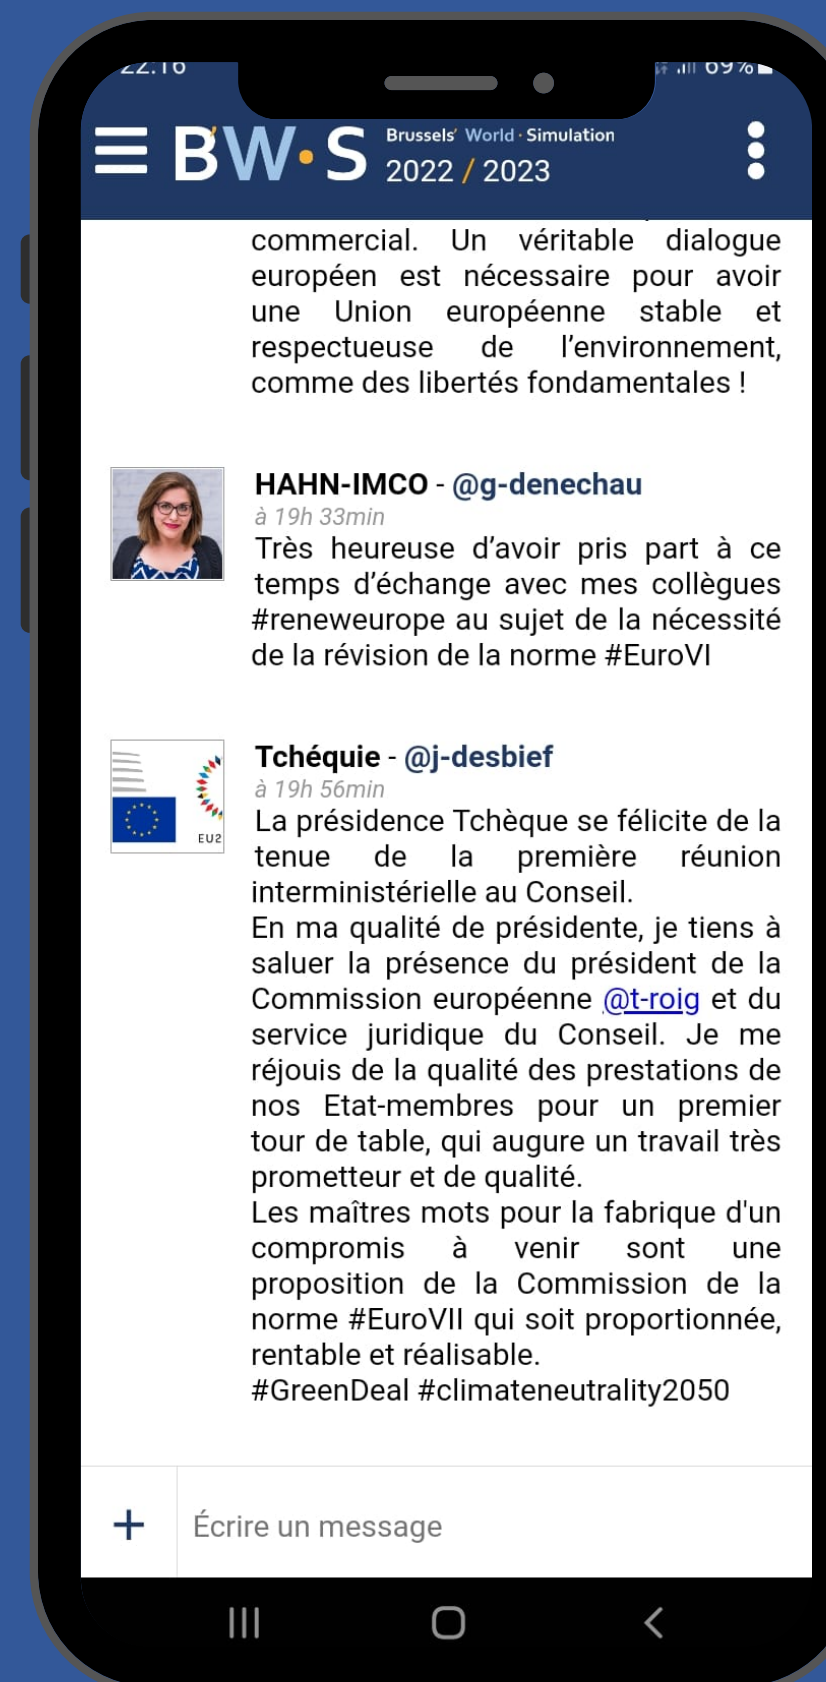 22:16
69%
BW·S Brussels' World · Simulation
2022 / 2023
commercial. Un véritable dialogue
européen est nécessaire pour avoir
une Union européenne stable et
respectueuse de l’environnement,
comme des libertés fondamentales !
HAHN-IMCO - @g-denechau
à 19h 33min
Très heureuse d’avoir pris part à ce
temps d’échange avec mes collègues
#reneweurope au sujet de la nécessité
de la révision de la norme #EuroVI
EU2
Tchéquie - @j-desbief
à 19h 56min
La présidence Tchèque se félicite de la
tenue de la première réunion
interministérielle au Conseil.
En ma qualité de présidente, je tiens à
saluer la présence du président de la
Commission européenne @t-roig et du
service juridique du Conseil. Je me
réjouis de la qualité des prestations de
nos Etat-membres pour un premier
tour de table, qui augure un travail très
prometteur et de qualité.
Les maîtres mots pour la fabrique d'un
compromis à venir sont une
proposition de la Commission de la
norme #EuroVII qui soit proportionnée,
rentable et réalisable.
#GreenDeal #climateneutrality2050
Écrire un message